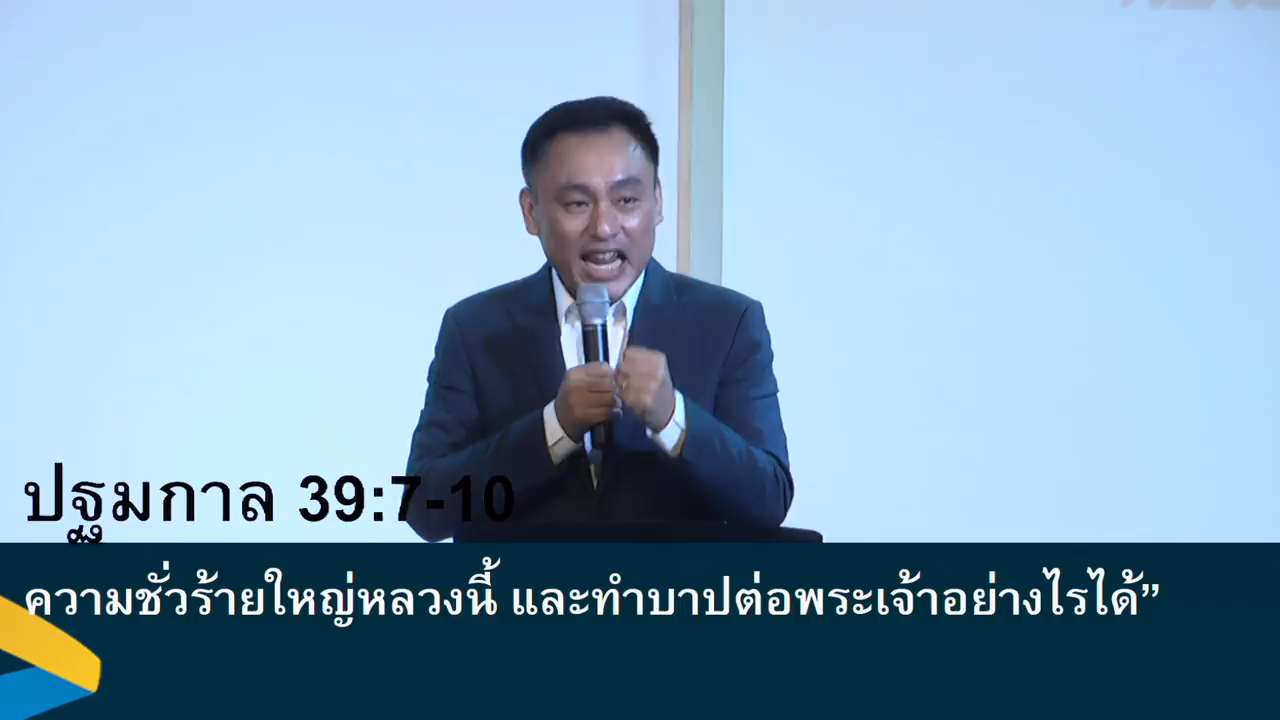 ปฐมกาล 39:7-10
ความชั่วร้ายใหญ่หลวงนี้ และทำบาปต่อพระเจ้าอย่างไรได้”